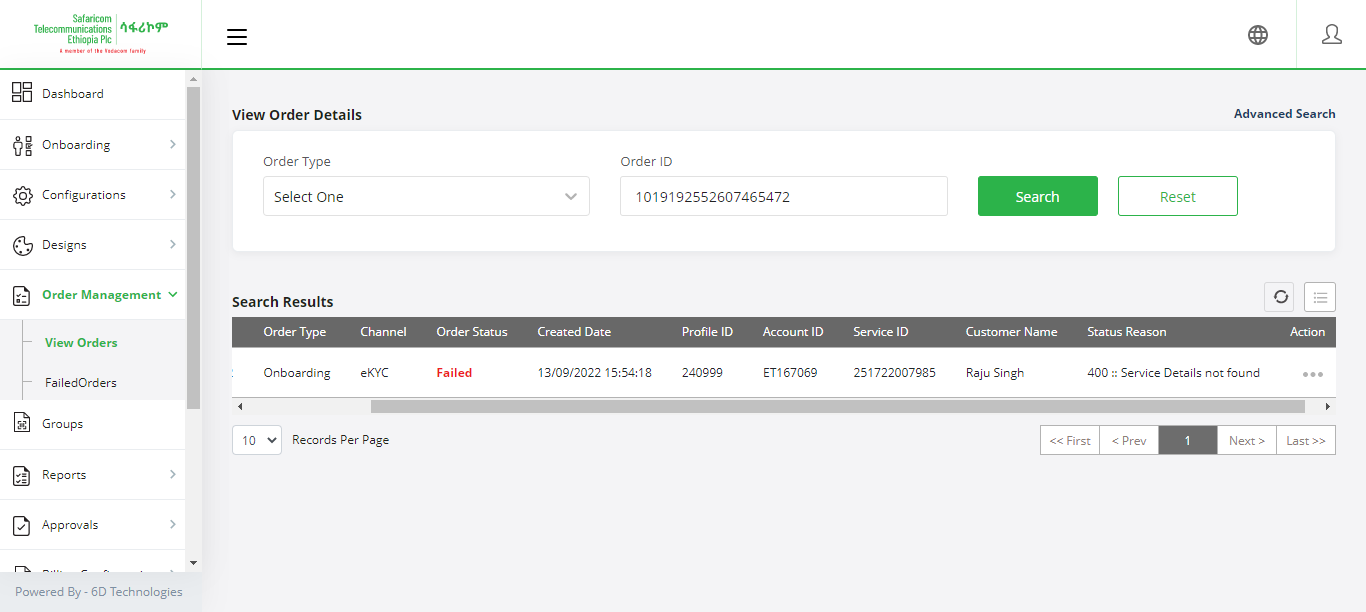 Safaricom
Telecommunications
Ethiopia Plc
ሳፋሪኮም
A member of the Vodacom family
Dashboard
Onboarding
Configurations
Designs
Order Management
View Orders
FailedOrders
Groups
Reports
Approvals
Powered By - 6D Technologies
View Order Details
Advanced Search
Order Type
Order ID
Select One
1019192552607465472
Search
Reset
Search Results
Order Type Channel Order Status Created Date Profile ID Account ID Service ID Customer Name Status Reason Action
Onboarding eKYC Failed 13/09/2022 15:54:18 240999 ET167069 251722007985 Raju Singh 400 :: Service Details not found
10 Records Per Page
<< First < Prev 1 Next > Last >>